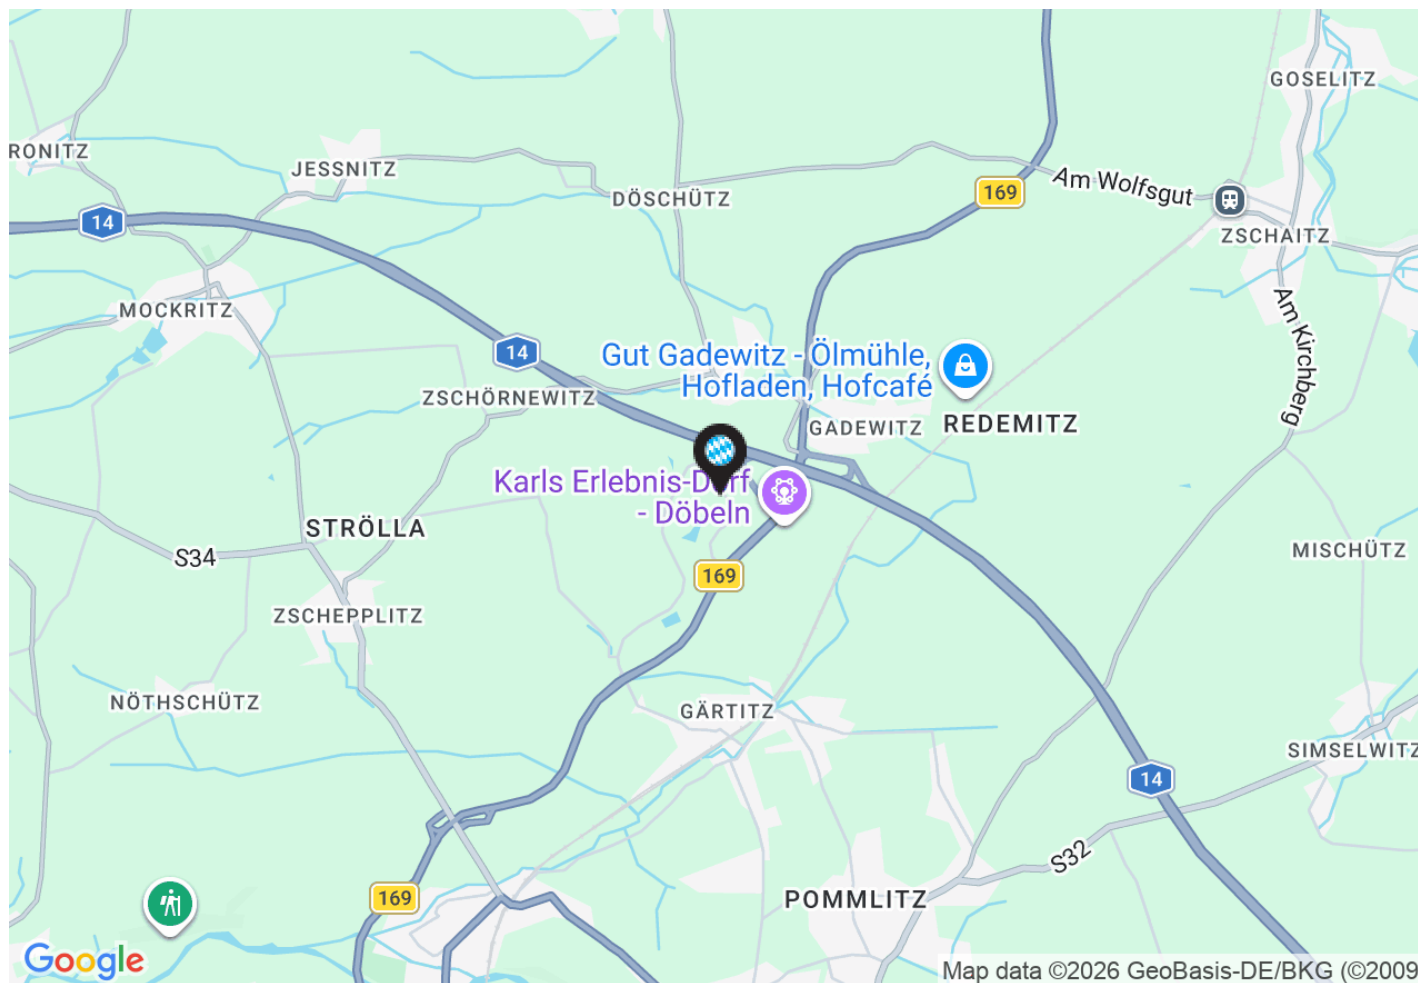 GOSELITZ
RONITZ
JESSNITZ
DÖSCHÜTZ
169
Am Wolfsgut
14
ZSCHAITZ
MOCKRITZ
Am Kirchberg
14
Gut Gadewitz - Ölmühle,
Hofladen, Hofcafé
ZSCHÖRNEWITZ
GADEWITZ
REDEMITZ
Karls Erlebnis-Dorf
- Döbeln
STRÖLLA
S34
MISCHÜTZ
169
ZSCHEPPLITZ
NÖTHSCHÜTZ
GÄRTITZ
SIMSELWITZ
14
S32
169
POMMLITZ
Google
Map data ©2026 GeoBasis-DE/BKG (©2009